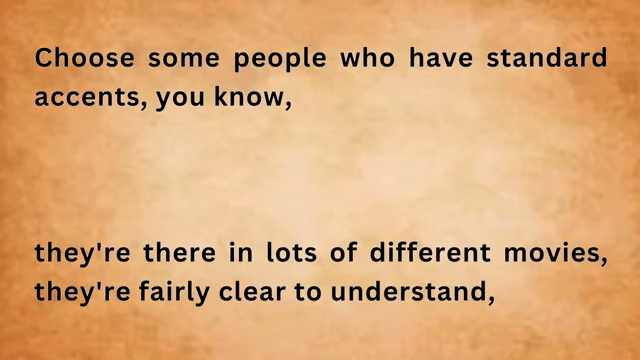 Choose some people who have standard
accents, you know,
they're there in lots of different movies,
they're fairly clear to understand,